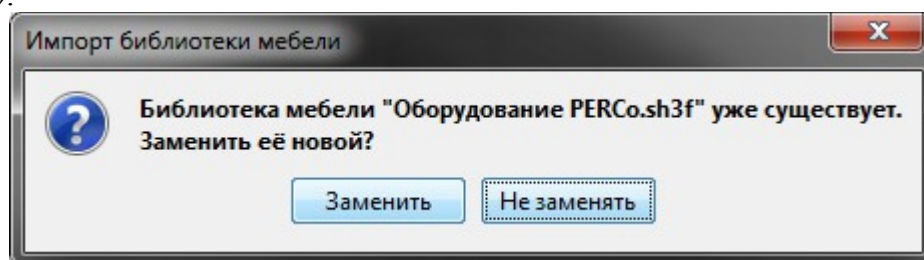 Импорт библиотеки мебели
Библиотека мебели "Оборудование PERCo.sh3f" уже существует.
Заменить её новой?
Заменить
Не заменять